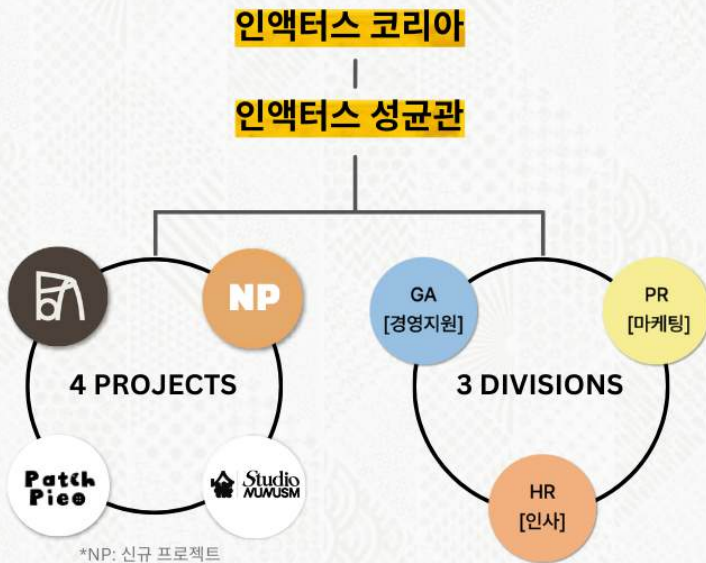 인액터스 코리아
인액터스 성균관
NP
4 PROJECTS
Patch
Pieo
Studio
MUMUSM
*NP: 신규 프로젝트
GA
[경영지원]
PR
[마케팅]
3 DIVISIONS
HR
[인사]